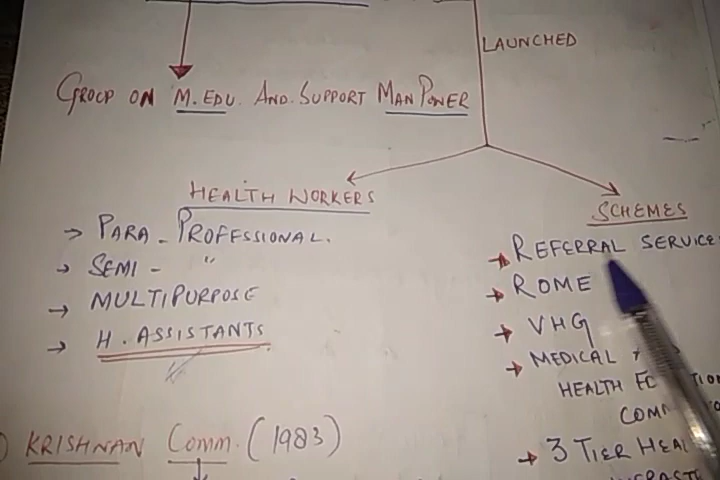 LAUNCHED
GROUP ON M. EDU. AND. SUPPORT MAN POWER
HEALTH WORKERS
→ PARA - PROFESSIONAL.
→ SEMI - "
→ MULTIPURPOSE
→ H. ASSISTANTS
SCHEMES
→ REFERRAL SERVICE
→ ROME
→ VHG
→ MEDICAL
HEALTH
→ 3 TIER
KRISHNAN COMM. (1983)